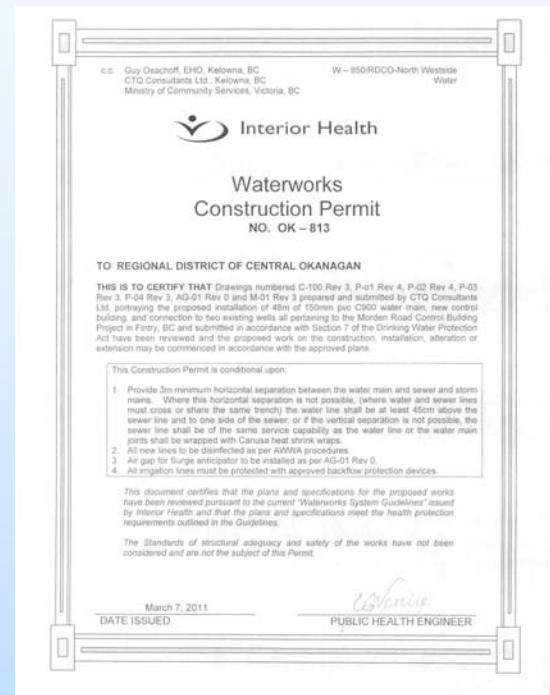 c.c. Guy Osachoff, EHO, Kelowna, BC
CTQ Consultants Ltd., Kelowna, BC
Ministry of Community Services, Victoria, BC
W – 850/RDCO-North Westside
Water
Interior Health
Waterworks
Construction Permit
NO. OK – 813
TO REGIONAL DISTRICT OF CENTRAL OKANAGAN
THIS IS TO CERTIFY THAT Drawings numbered C-100 Rev 3, P-o1 Rev 4, P-02 Rev 4, P-03
Rev 3, P-04 Rev 3, AG-01 Rev 0 and M-01 Rev 3 prepared and submitted by CTQ Consultants
Ltd. portraying the proposed installation of 48m of 150mm pvc C900 water main, new control
building, and connection to two existing wells all pertaining to the Morden Road Control Building
Project in Fintry, BC and submitted in accordance with Section 7 of the Drinking Water Protection
Act have been reviewed and the proposed work on the construction, installation, alteration or
extension may be commenced in accordance with the approved plans.
This Construction Permit is conditional upon:
1. Provide 3m minimum horizontal separation between the water main and sewer and storm
mains. Where this horizontal separation is not possible, (where water and sewer lines
must cross or share the same trench) the water line shall be at least 45cm above the
sewer line and to one side of the sewer; or if the vertical separation is not possible, the
sewer line shall be of the same service capability as the water line or the water main
joints shall be wrapped with Canusa heat shrink wraps.
2. All new lines to be disinfected as per AWWA procedures.
3. Air gap for Surge anticipator to be installed as per AG-01 Rev 0.
4. All irrigation lines must be protected with approved backflow protection devices.
This document certifies that the plans and specifications for the proposed works
have been reviewed pursuant to the current "Waterworks System Guidelines" issued
by Interior Health and that the plans and specifications meet the health protection
requirements outlined in the Guidelines.
The Standards of structural adequacy and safety of the works have not been
considered and are not the subject of this Permit.
March 7, 2011
DATE ISSUED
PUBLIC HEALTH ENGINEER